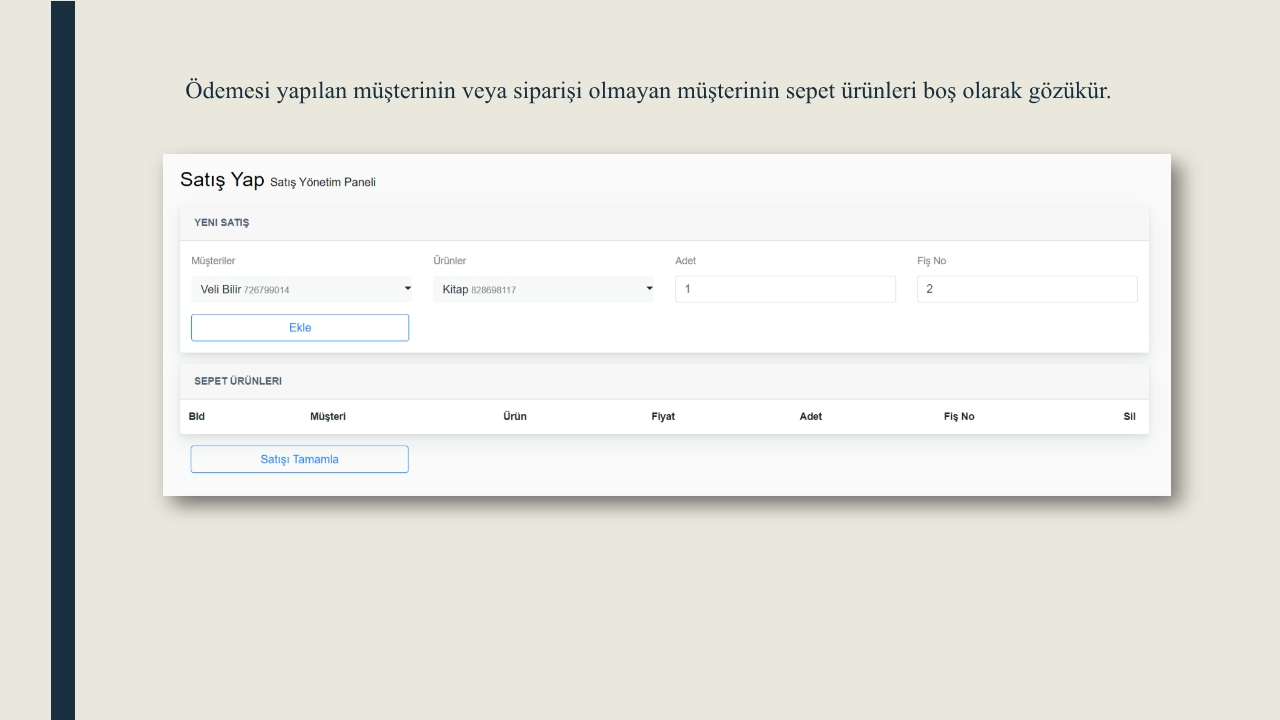 Ödemesi yapılan müşterinin veya siparişi olmayan müşterinin sepet ürünleri boş olarak gözükür.
Satış Yap Satış Yönetim Paneli
YENI SATIŞ
Müşteriler Ürünler Adet Fiş No
Veli Bilir 726799014 Kitap 828698117 1 2
Ekle
SEPET ÜRÜNLERI
BId Müşteri Ürün Fiyat Adet Fiş No Sil
Satışı Tamamla